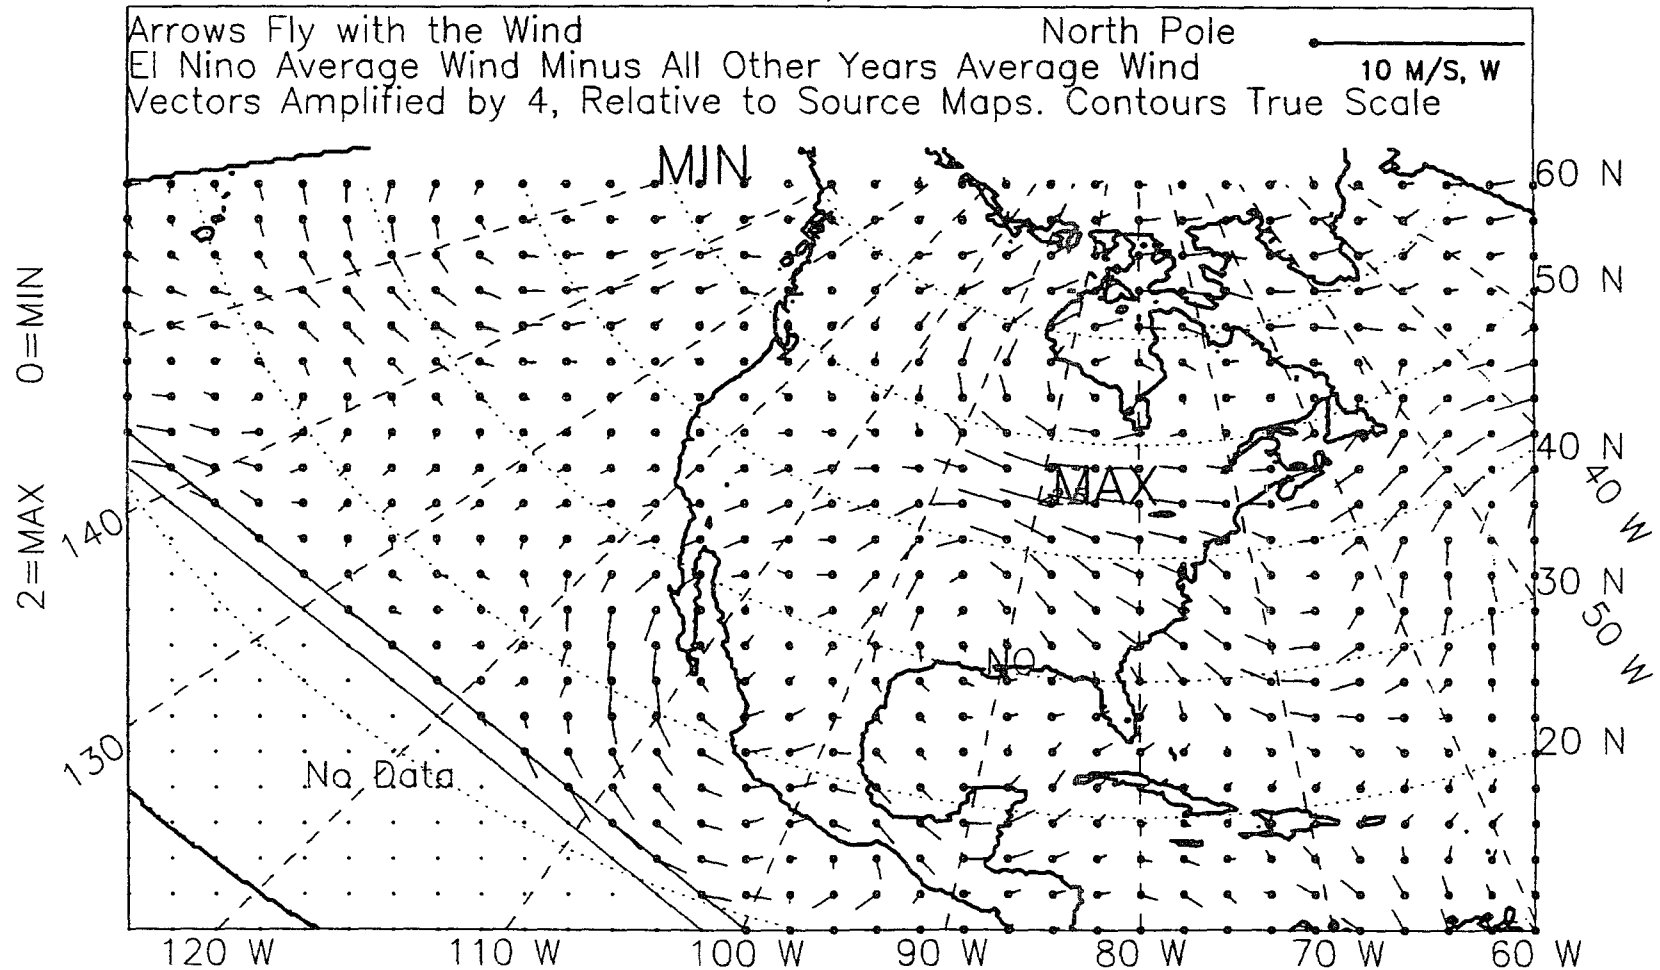 Arrows Fly with the Wind North Pole
El Nino Average Wind Minus All Other Years Average Wind 10 M/S, W
Vectors Amplified by 4, Relative to Source Maps. Contours True Scale
MIN
60 N
50 N
0=MIN
40 N
MAX
40 W
2=MAX
140
30 N
50 W
NO
20 N
130
No Data
120 W 110 W 100 W 90 W 80 W 70 W 60 W